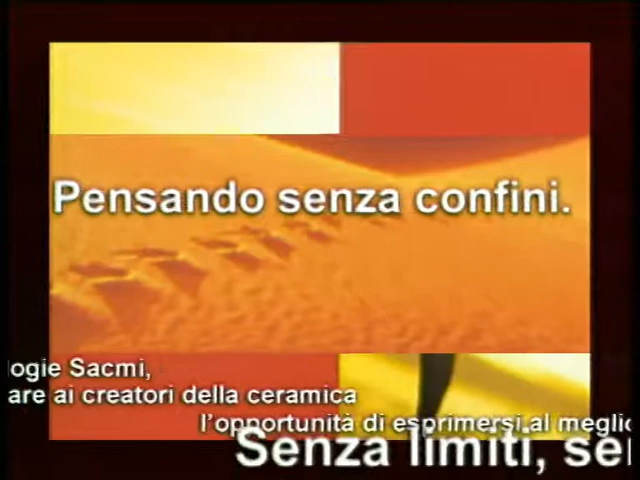 Pensando senza confini.
logie Sacmi,
are ai creatori della ceramica
l'opportunità di esprimersi al meglio
Senza limiti, se